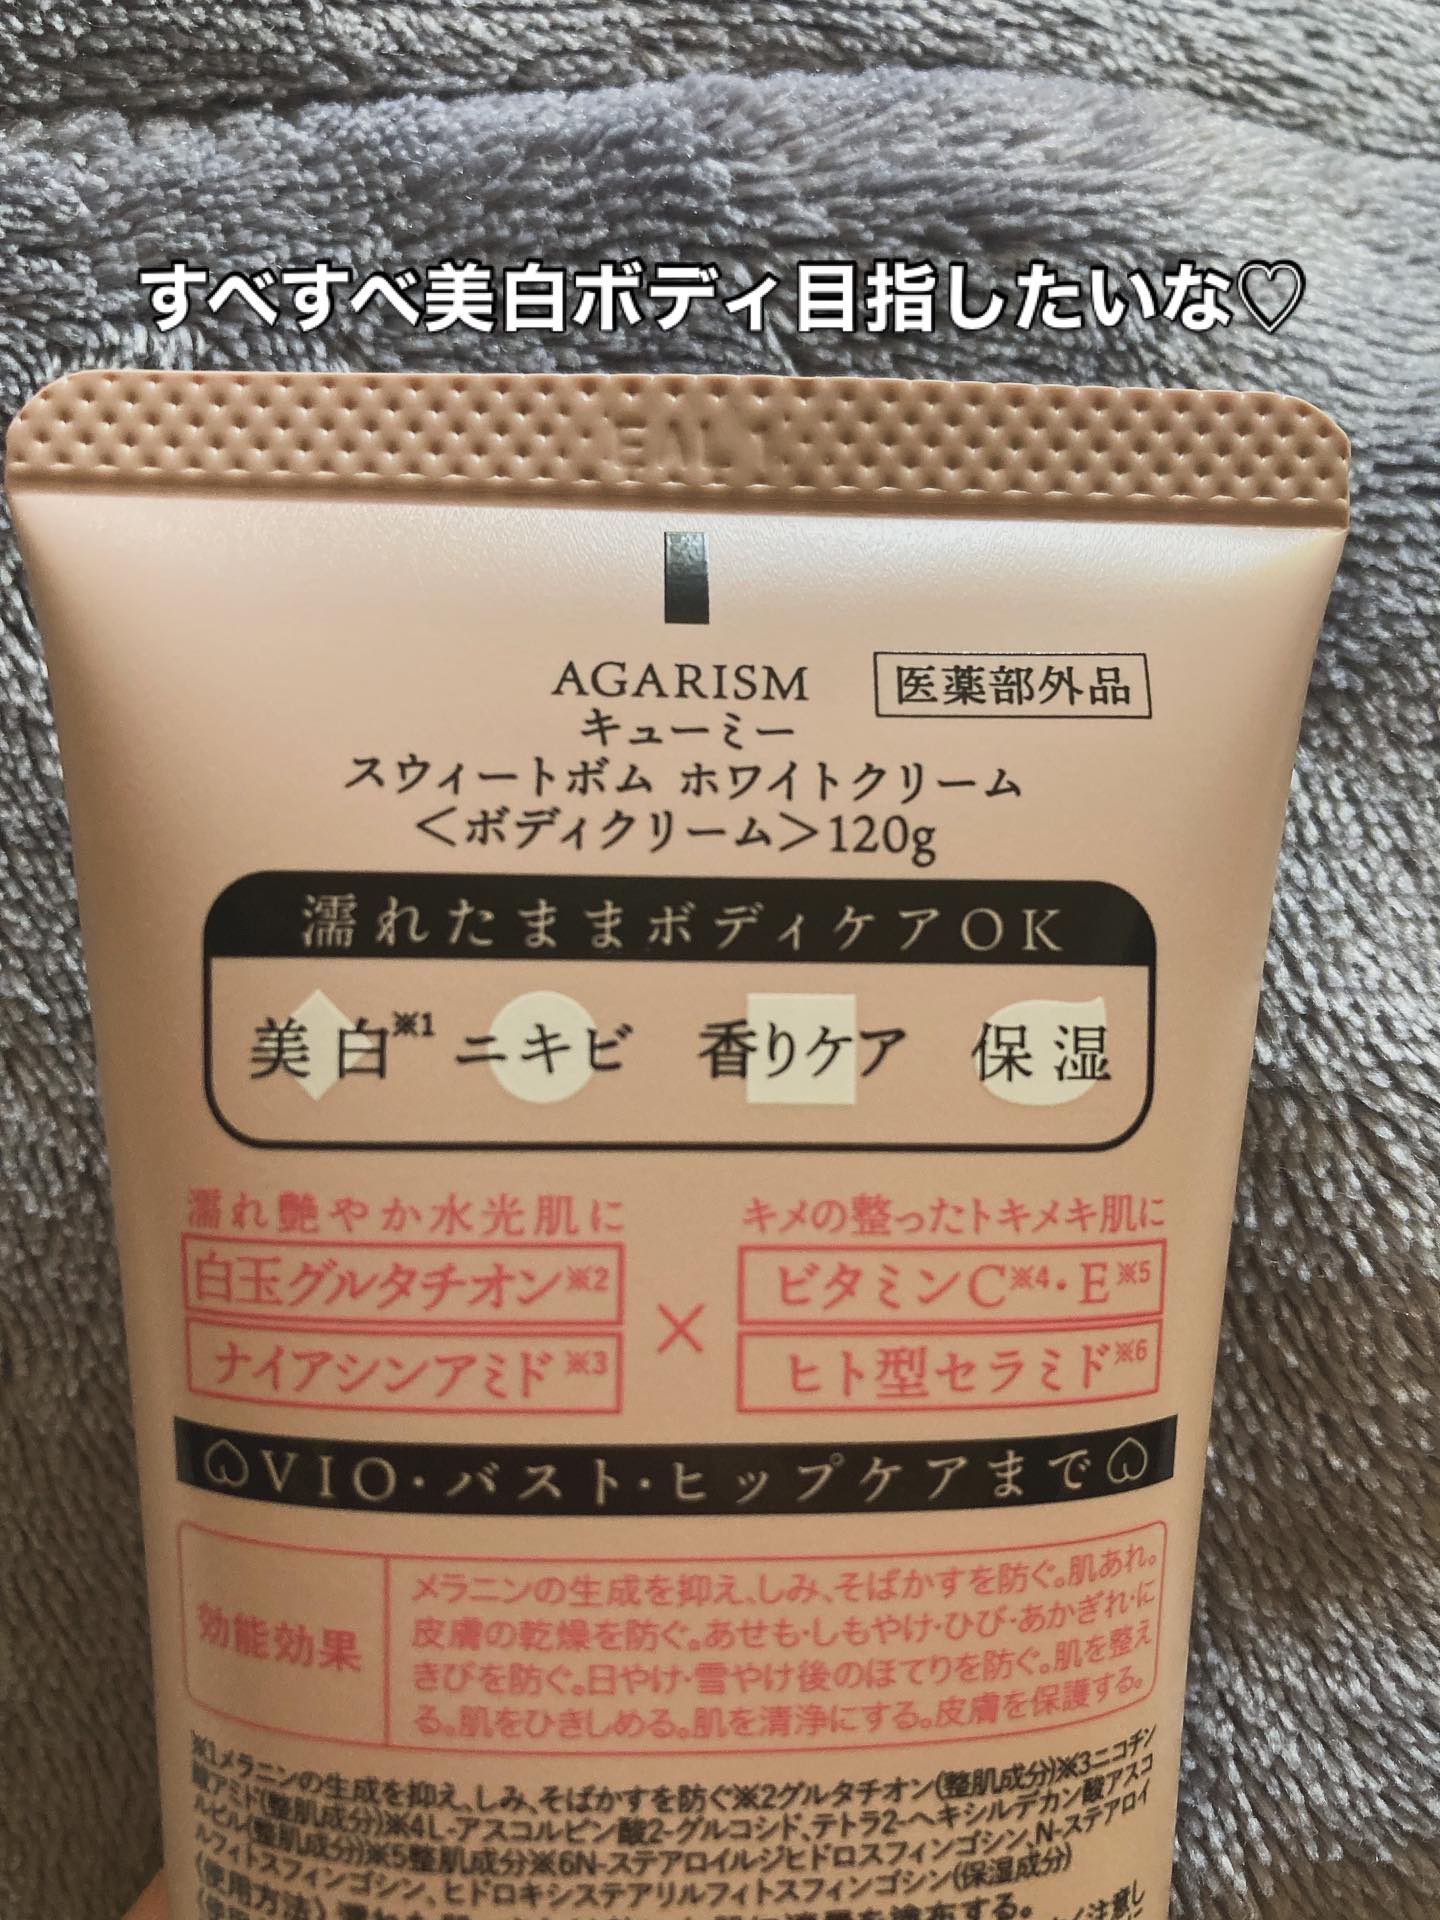 すべすべ美白ボディ目指したいな♡
AGARISM
医薬部外品
キューミー
スウィートボム ホワイトクリーム
＜ボディクリーム＞120g
濡れたままボディケアOK
美白※1 ニキビ 香りケア 保湿
濡れ艶やか水光肌に
白玉グルタチオン※2
ナイアシンアミド※3
×
キメの整ったトキメキ肌に
ビタミンC※4・E※5
ヒト型セラミド※6
♡VIO・バスト・ヒップケアまで♡
効能効果
メラニンの生成を抑え、しみ、そばかすを防ぐ。肌あれ。
皮膚の乾燥を防ぐ。あせも・しもやけ・ひび・あかぎれ・に
きびを防ぐ。日やけ・雪やけ後のほてりを防ぐ。肌を整え
る。肌をひきしめる。肌を清浄にする。皮膚を保護する。
※1メラニンの生成を抑え、しみ、そばかすを防ぐ※2グルタチオン(整肌成分)※3ニコチン
酸アミド(整肌成分)※4L-アスコルビン酸2-グルコシド、テトラ2-ヘキシルデカン酸アスコ
ルビル(整肌成分)※5整肌成分※6N-ステアロイルジヒドロスフィンゴシン、N-ステアロイ
ルフィトスフィンゴシン、ヒドロキシステアリルフィトスフィンゴシン(保湿成分)
〈使用方法〉